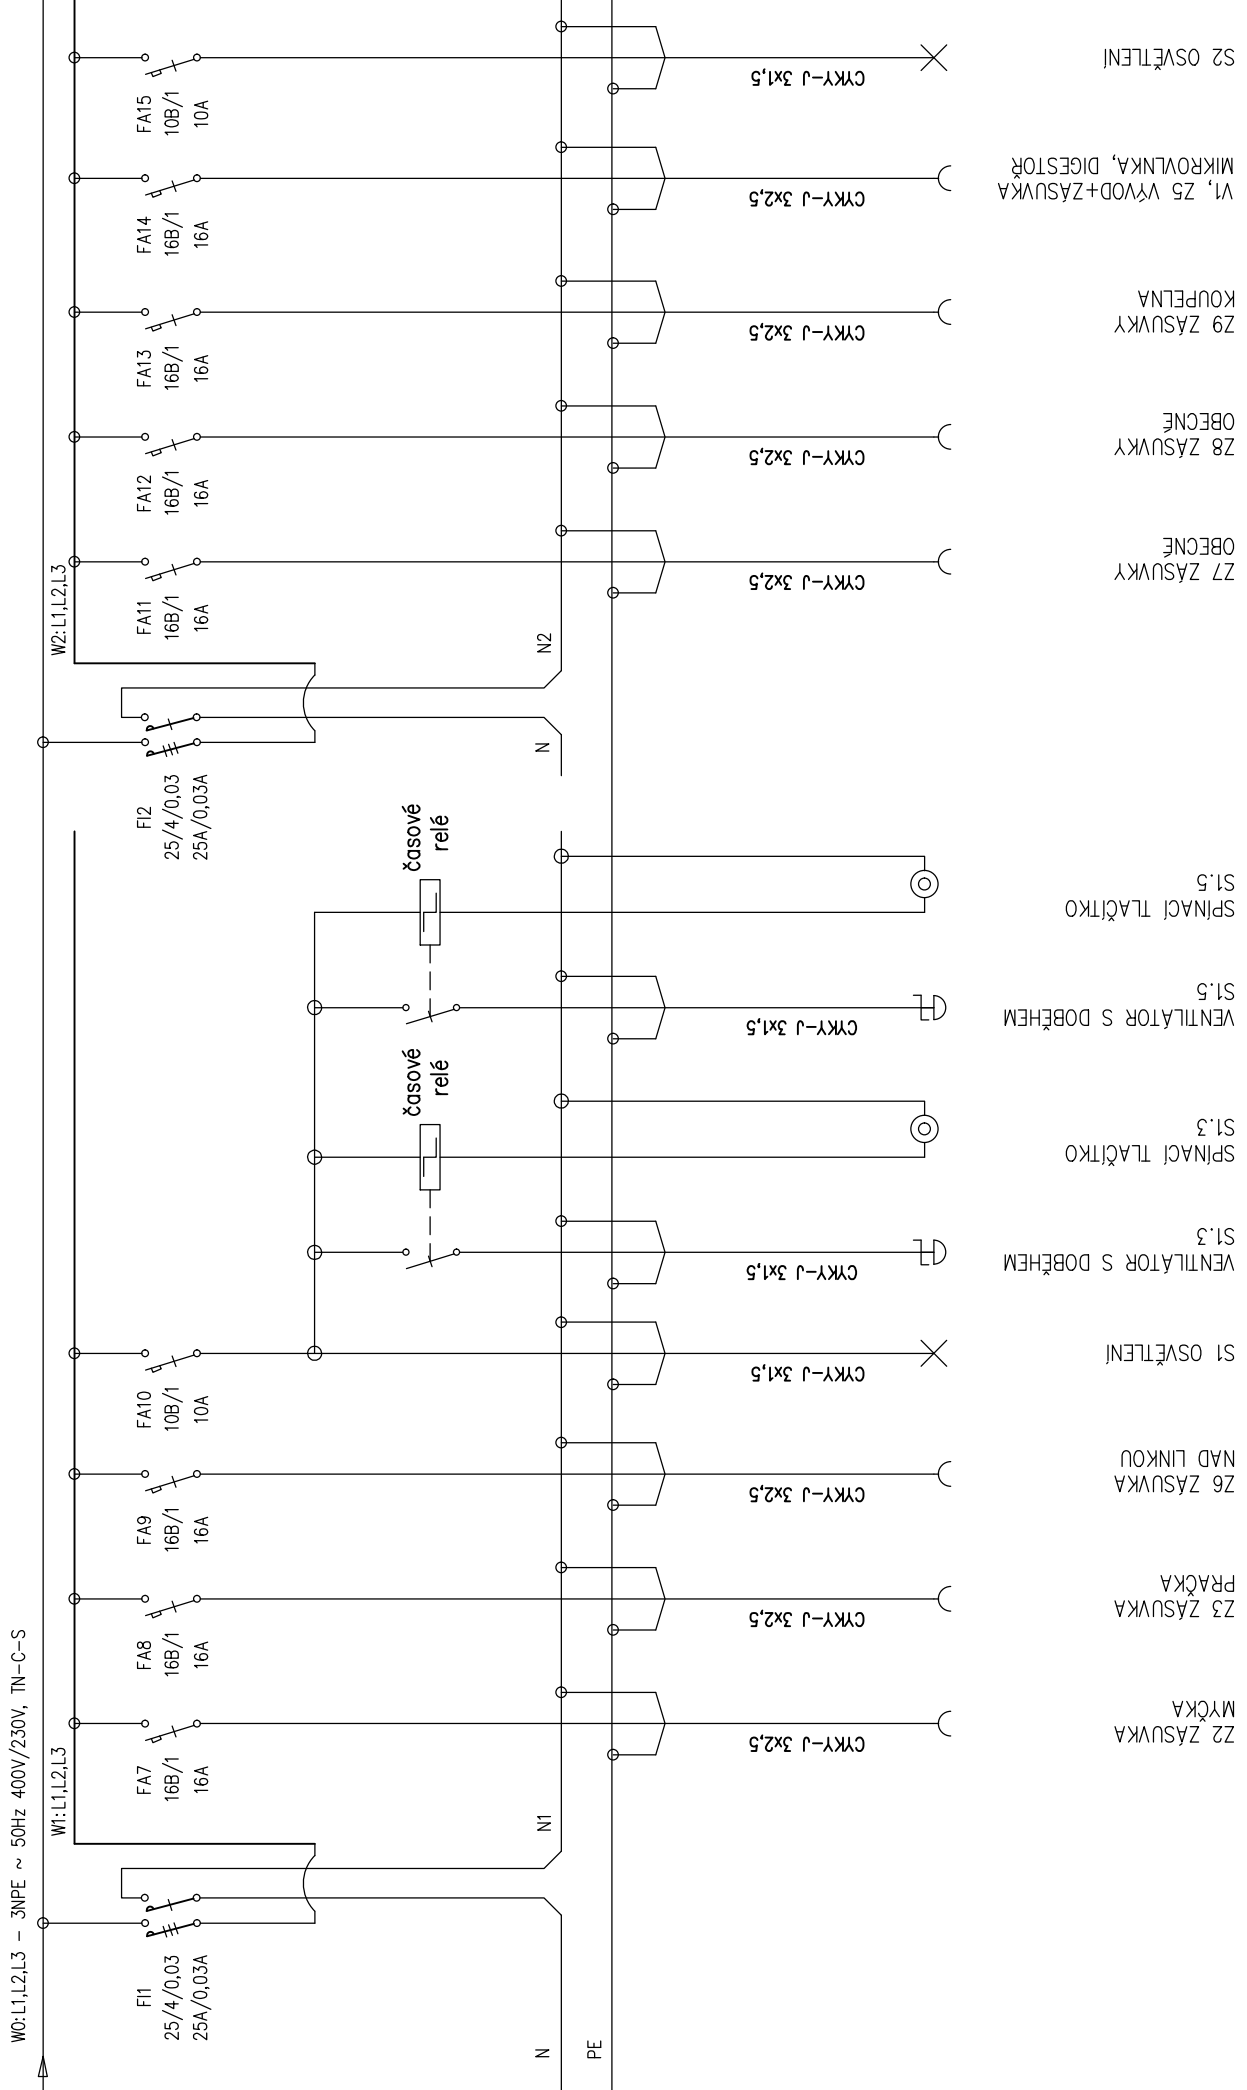 W0:L1,L2,L3 – 3NPE ~ 50Hz 400V/230V, TN–C–S
W1:L1,L2,L3
FI1
25/4/0,03
25A/0,03A
N
PE
N1
FA7
16B/1
16A
CYKY–J 3x2,5
Z2 ZÁSUVKA
MYČKA
FA8
16B/1
16A
CYKY–J 3x2,5
Z3 ZÁSUVKA
PRAČKA
FA9
16B/1
16A
CYKY–J 3x2,5
Z6 ZÁSUVKA
NAD LINKOU
FA10
10B/1
10A
CYKY–J 3x1,5
S1 OSVĚTLENÍ
CYKY–J 3x1,5
VENTILÁTOR S DOBĚHEM
S1.3
časové
relé
SPÍNACÍ TLAČÍTKO
S1.3
CYKY–J 3x1,5
VENTILÁTOR S DOBĚHEM
S1.5
časové
relé
SPÍNACÍ TLAČÍTKO
S1.5
FI2
25/4/0,03
25A/0,03A
N
N2
W2:L1,L2,L3
FA11
16B/1
16A
CYKY–J 3x2,5
Z7 ZÁSUVKY
OBECNÉ
FA12
16B/1
16A
CYKY–J 3x2,5
Z8 ZÁSUVKY
OBECNÉ
FA13
16B/1
16A
CYKY–J 3x2,5
Z9 ZÁSUVKY
KOUPELNA
FA14
16B/1
16A
CYKY–J 3x2,5
V1, Z5 VÝVOD+ZÁSUVKA
MIKROVLNKA, DIGESTOŘ
FA15
10B/1
10A
CYKY–J 3x1,5
S2 OSVĚTLENÍ